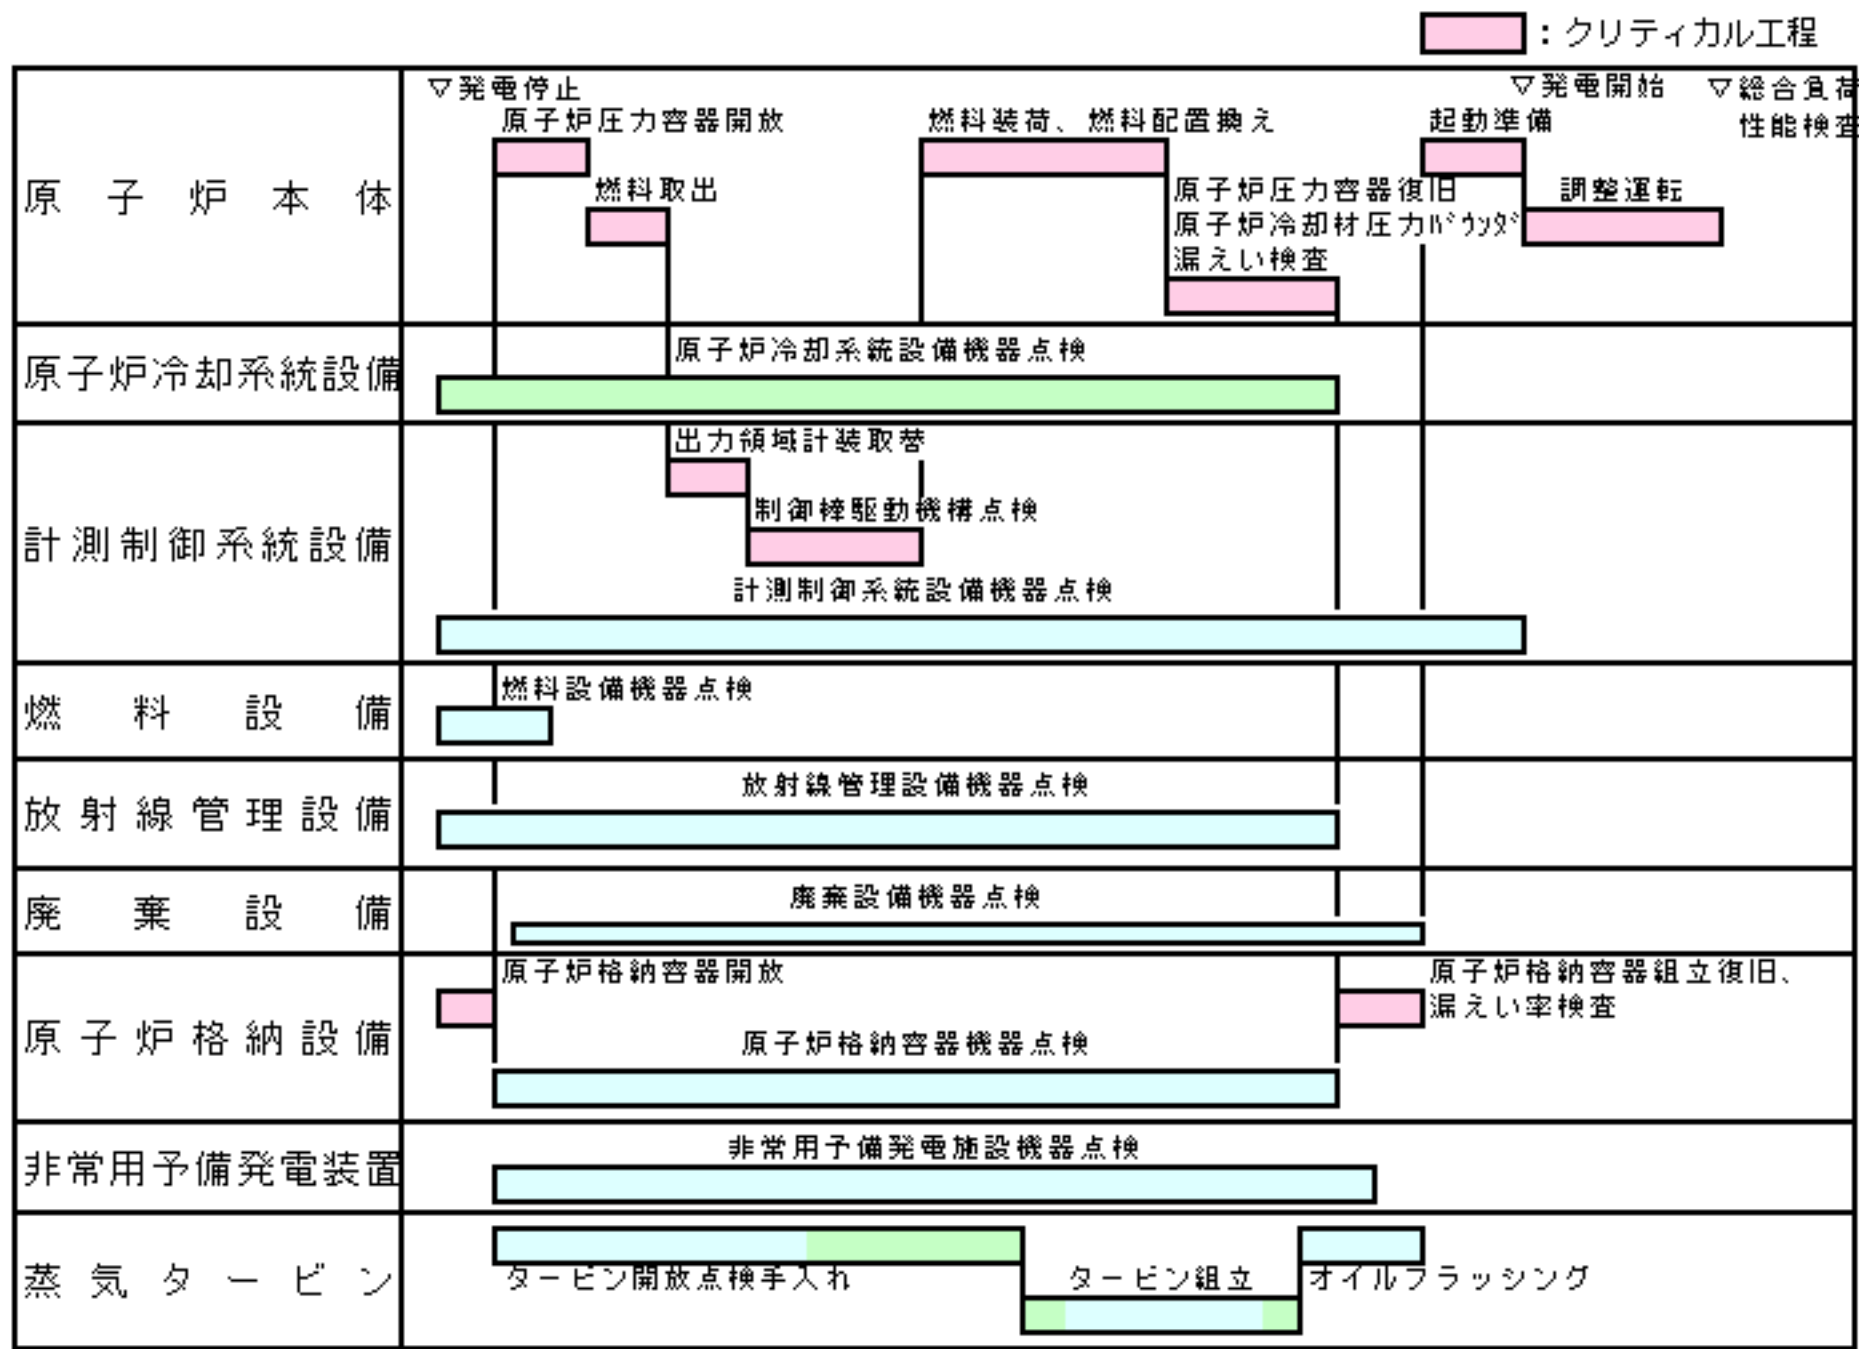 ：クリティカル工程
▽発電停止
▽発電開始
▽総合負荷
性能検査
原子炉本体
原子炉圧力容器開放
燃料装荷、燃料配置換え
起動準備
燃料取出
原子炉圧力容器復旧
原子炉冷却材圧力ﾊﾞｳﾝﾀﾞ
漏えい検査
調整運転
原子炉冷却系統設備
原子炉冷却系統設備機器点検
計測制御系統設備
出力領域計装取替
制御棒駆動機構点検
計測制御系統設備機器点検
燃料設備
燃料設備機器点検
放射線管理設備
放射線管理設備機器点検
廃棄設備
廃棄設備機器点検
原子炉格納設備
原子炉格納容器開放
原子炉格納容器組立復旧、
漏えい率検査
原子炉格納容器機器点検
非常用予備発電装置
非常用予備発電施設機器点検
蒸気タービン
タービン開放点検手入れ
タービン組立
オイルフラッシング